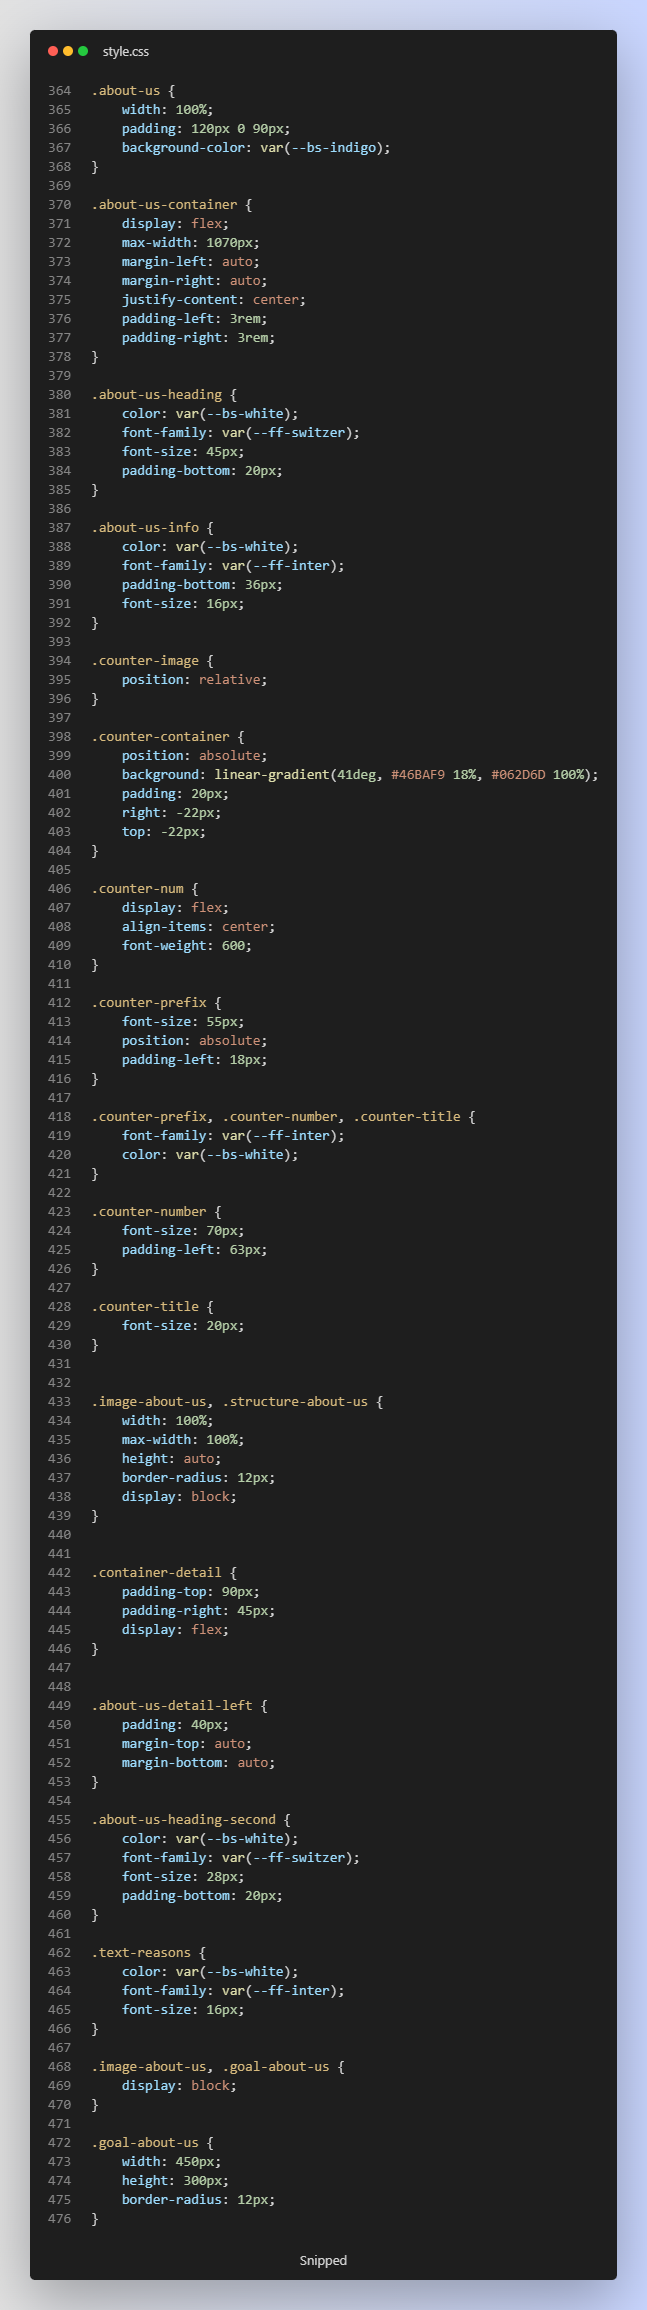 style.css
364 .about-us {
365     width: 100%;
366     padding: 120px 0 90px;
367     background-color: var(--bs-indigo);
368 }
369
370 .about-us-container {
371     display: flex;
372     max-width: 1070px;
373     margin-left: auto;
374     margin-right: auto;
375     justify-content: center;
376     padding-left: 3rem;
377     padding-right: 3rem;
378 }
379
380 .about-us-heading {
381     color: var(--bs-white);
382     font-family: var(--ff-switzer);
383     font-size: 45px;
384     padding-bottom: 20px;
385 }
386
387 .about-us-info {
388     color: var(--bs-white);
389     font-family: var(--ff-inter);
390     padding-bottom: 36px;
391     font-size: 16px;
392 }
393
394 .counter-image {
395     position: relative;
396 }
397
398 .counter-container {
399     position: absolute;
400     background: linear-gradient(41deg, #46BAF9 18%, #062D6D 100%);
401     padding: 20px;
402     right: -22px;
403     top: -22px;
404 }
405
406 .counter-num {
407     display: flex;
408     align-items: center;
409     font-weight: 600;
410 }
411
412 .counter-prefix {
413     font-size: 55px;
414     position: absolute;
415     padding-left: 18px;
416 }
417
418 .counter-prefix, .counter-number, .counter-title {
419     font-family: var(--ff-inter);
420     color: var(--bs-white);
421 }
422
423 .counter-number {
424     font-size: 70px;
425     padding-left: 63px;
426 }
427
428 .counter-title {
429     font-size: 20px;
430 }
431
432
433 .image-about-us, .structure-about-us {
434     width: 100%;
435     max-width: 100%;
436     height: auto;
437     border-radius: 12px;
438     display: block;
439 }
440
441
442 .container-detail {
443     padding-top: 90px;
444     padding-right: 45px;
445     display: flex;
446 }
447
448
449 .about-us-detail-left {
450     padding: 40px;
451     margin-top: auto;
452     margin-bottom: auto;
453 }
454
455 .about-us-heading-second {
456     color: var(--bs-white);
457     font-family: var(--ff-switzer);
458     font-size: 28px;
459     padding-bottom: 20px;
460 }
461
462 .text-reasons {
463     color: var(--bs-white);
464     font-family: var(--ff-inter);
465     font-size: 16px;
466 }
467
468 .image-about-us, .goal-about-us {
469     display: block;
470 }
471
472 .goal-about-us {
473     width: 450px;
474     height: 300px;
475     border-radius: 12px;
476 }
Snipped